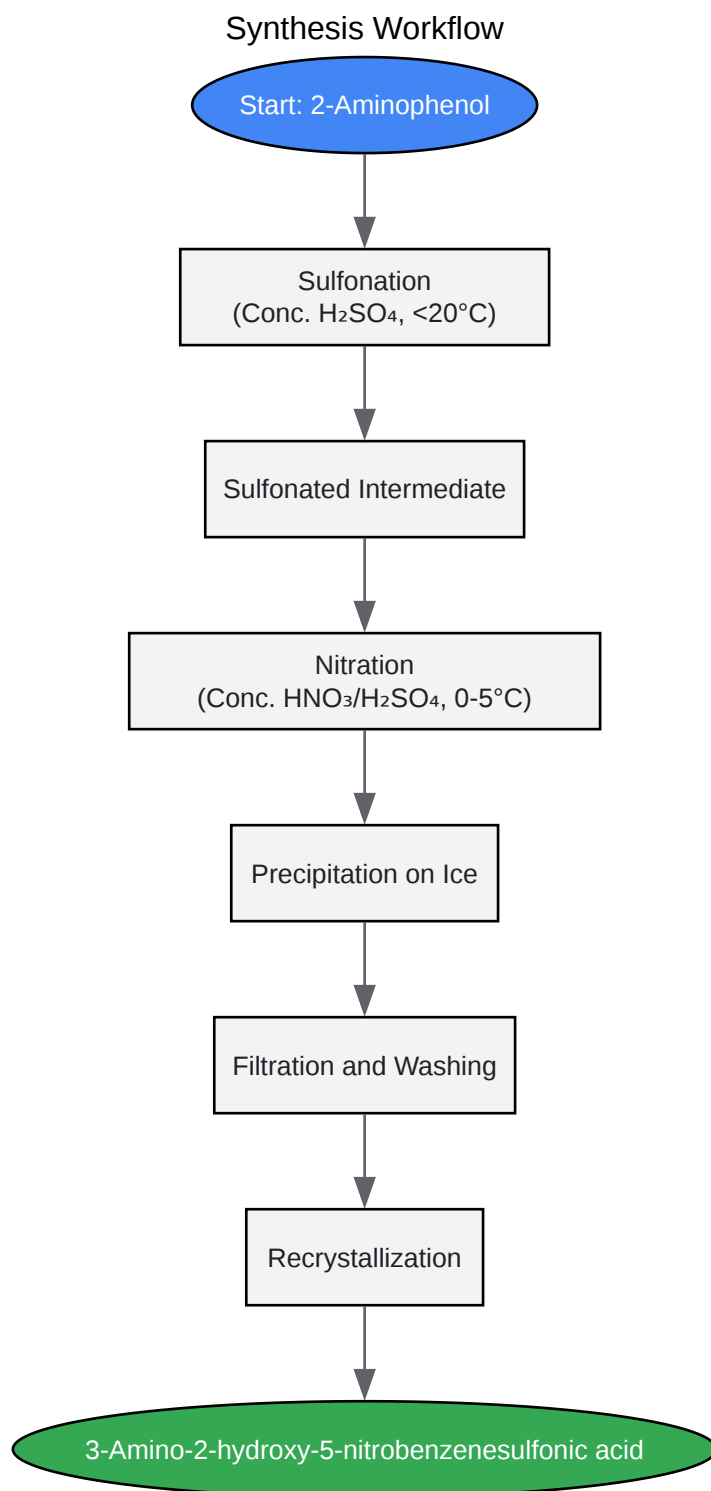 Synthesis Workflow
Start: 2-Aminophenol
Sulfonation
(Conc. H₂SO₄, <20°C)
Sulfonated Intermediate
Nitration
(Conc. HNO₃/H₂SO₄, 0-5°C)
Precipitation on Ice
Filtration and Washing
Recrystallization
3-Amino-2-hydroxy-5-nitrobenzenesulfonic acid